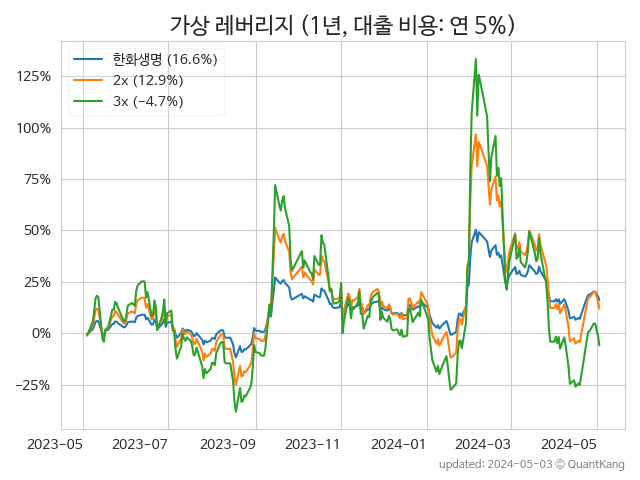 가상 레버리지 (1년, 대출 비용: 연 5%)
한화생명 (16.6%)
2x (12.9%)
3x (−4.7%)
125%
100%
75%
50%
25%
0%
−25%
2023-05 2023-07 2023-09 2023-11 2024-01 2024-03 2024-05
updated: 2024-05-03 © QuantKang